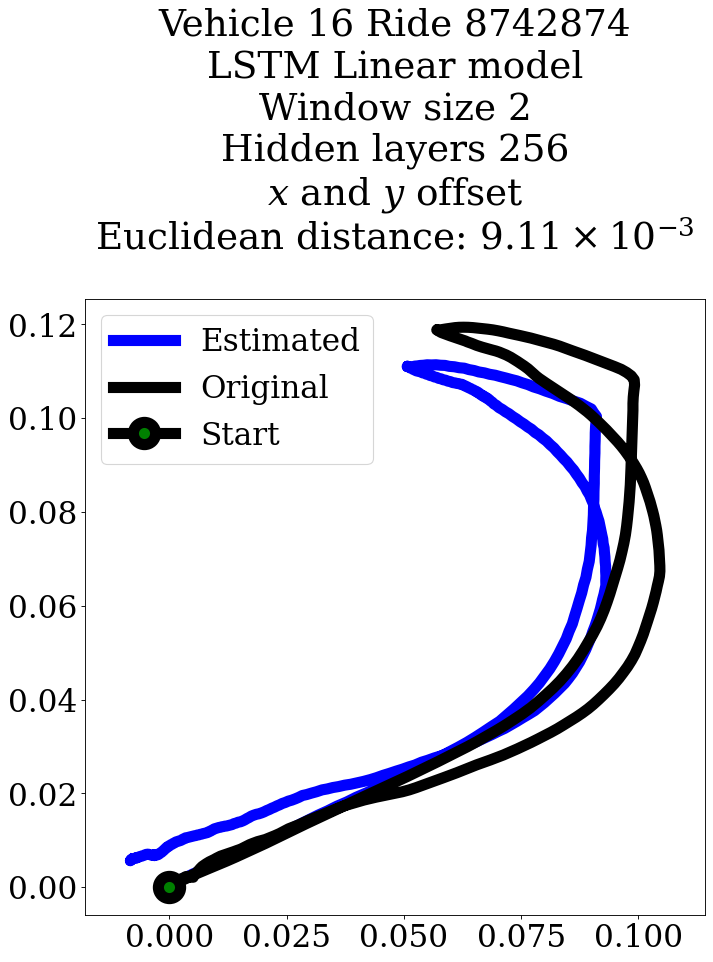 Vehicle 16 Ride 8742874
LSTM Linear model
Window size 2
Hidden layers 256
x and y offset
Euclidean distance: 9.11 × 10⁻³
0.12
0.10
0.08
0.06
0.04
0.02
0.00
Estimated
Original
Start
0.000 0.025 0.050 0.075 0.100